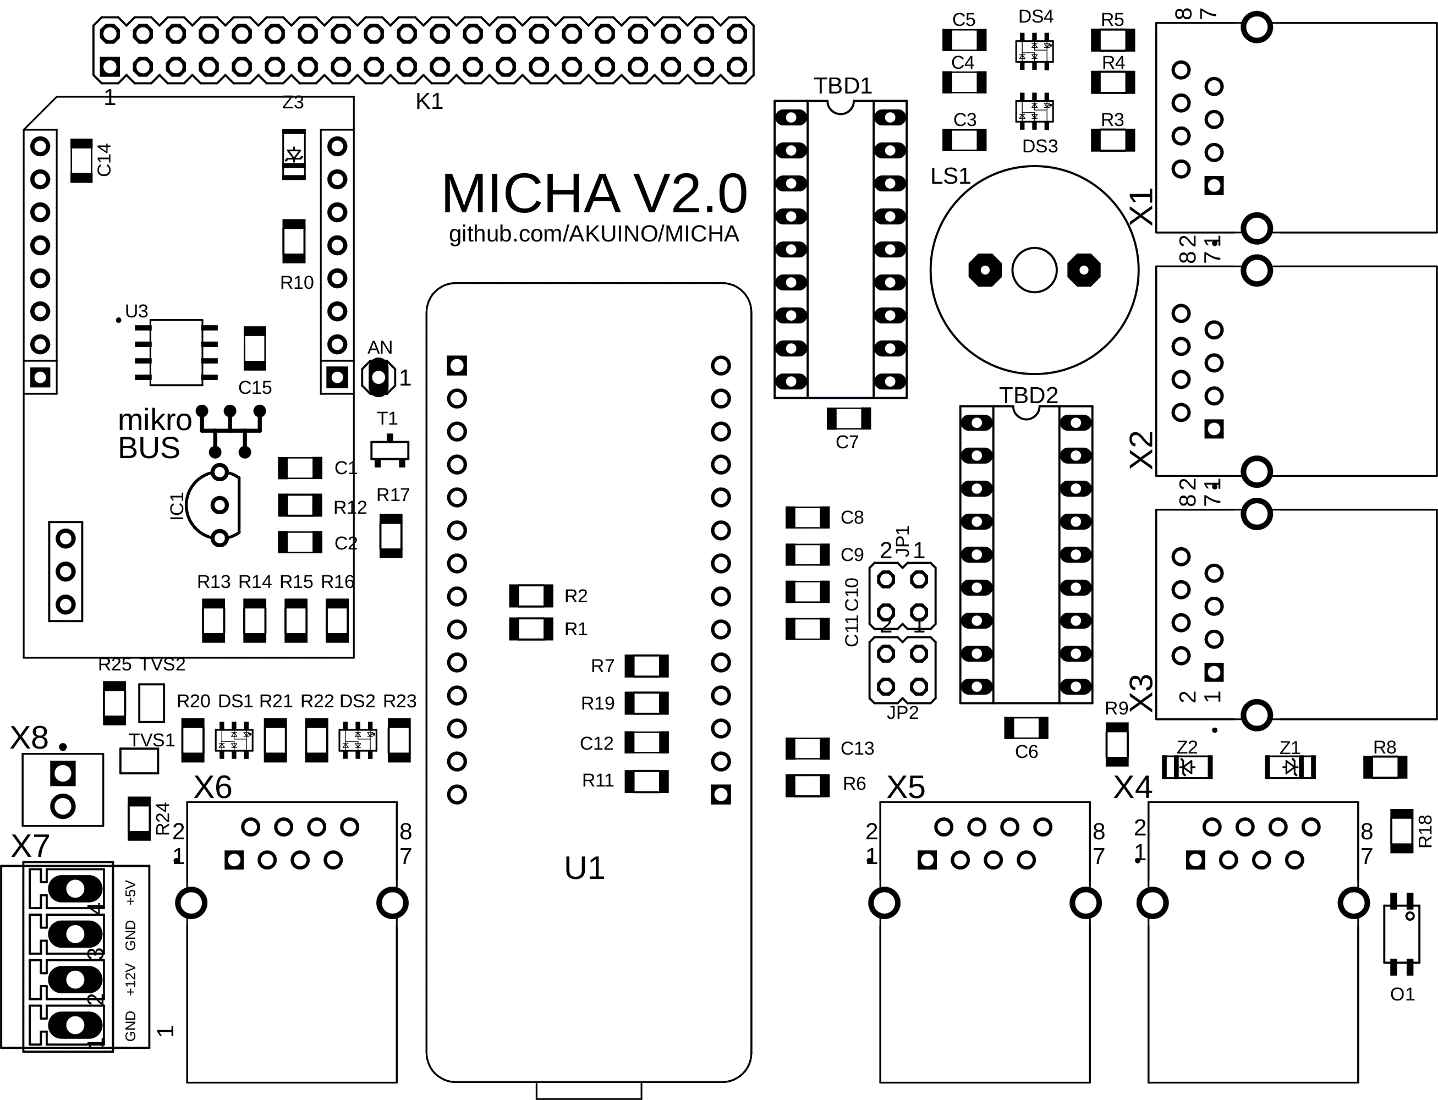 C5
DS4
R5
8
7
C4
R4
TBD1
1
Z3
K1
C3
R3
C14
DS3
MICHA V2.0
LS1
X1
github.com/AKUINO/MICHA
8 2
7 1
R10
U3
AN
1
C15
T1
mikro
BUS
TBD2
C7
X2
C1
R17
8 2
7 1
IC1
R12
C8
C2
C9
2
JP1
1
R13
R14
R15
R16
R2
C10
R1
C11
2
1
R25
TVS2
R7
X3
2
1
R20
DS1
R21
R22
DS2
R23
R19
JP2
R9
X8
TVS1
C12
C13
C6
Z2
Z1
R8
X6
R11
R6
X5
X4
R24
2
8
2
8
2
8
R18
X7
1
7
1
7
1
7
U1
+5V
4
GND
3
+12V
2
GND
1
1
O1